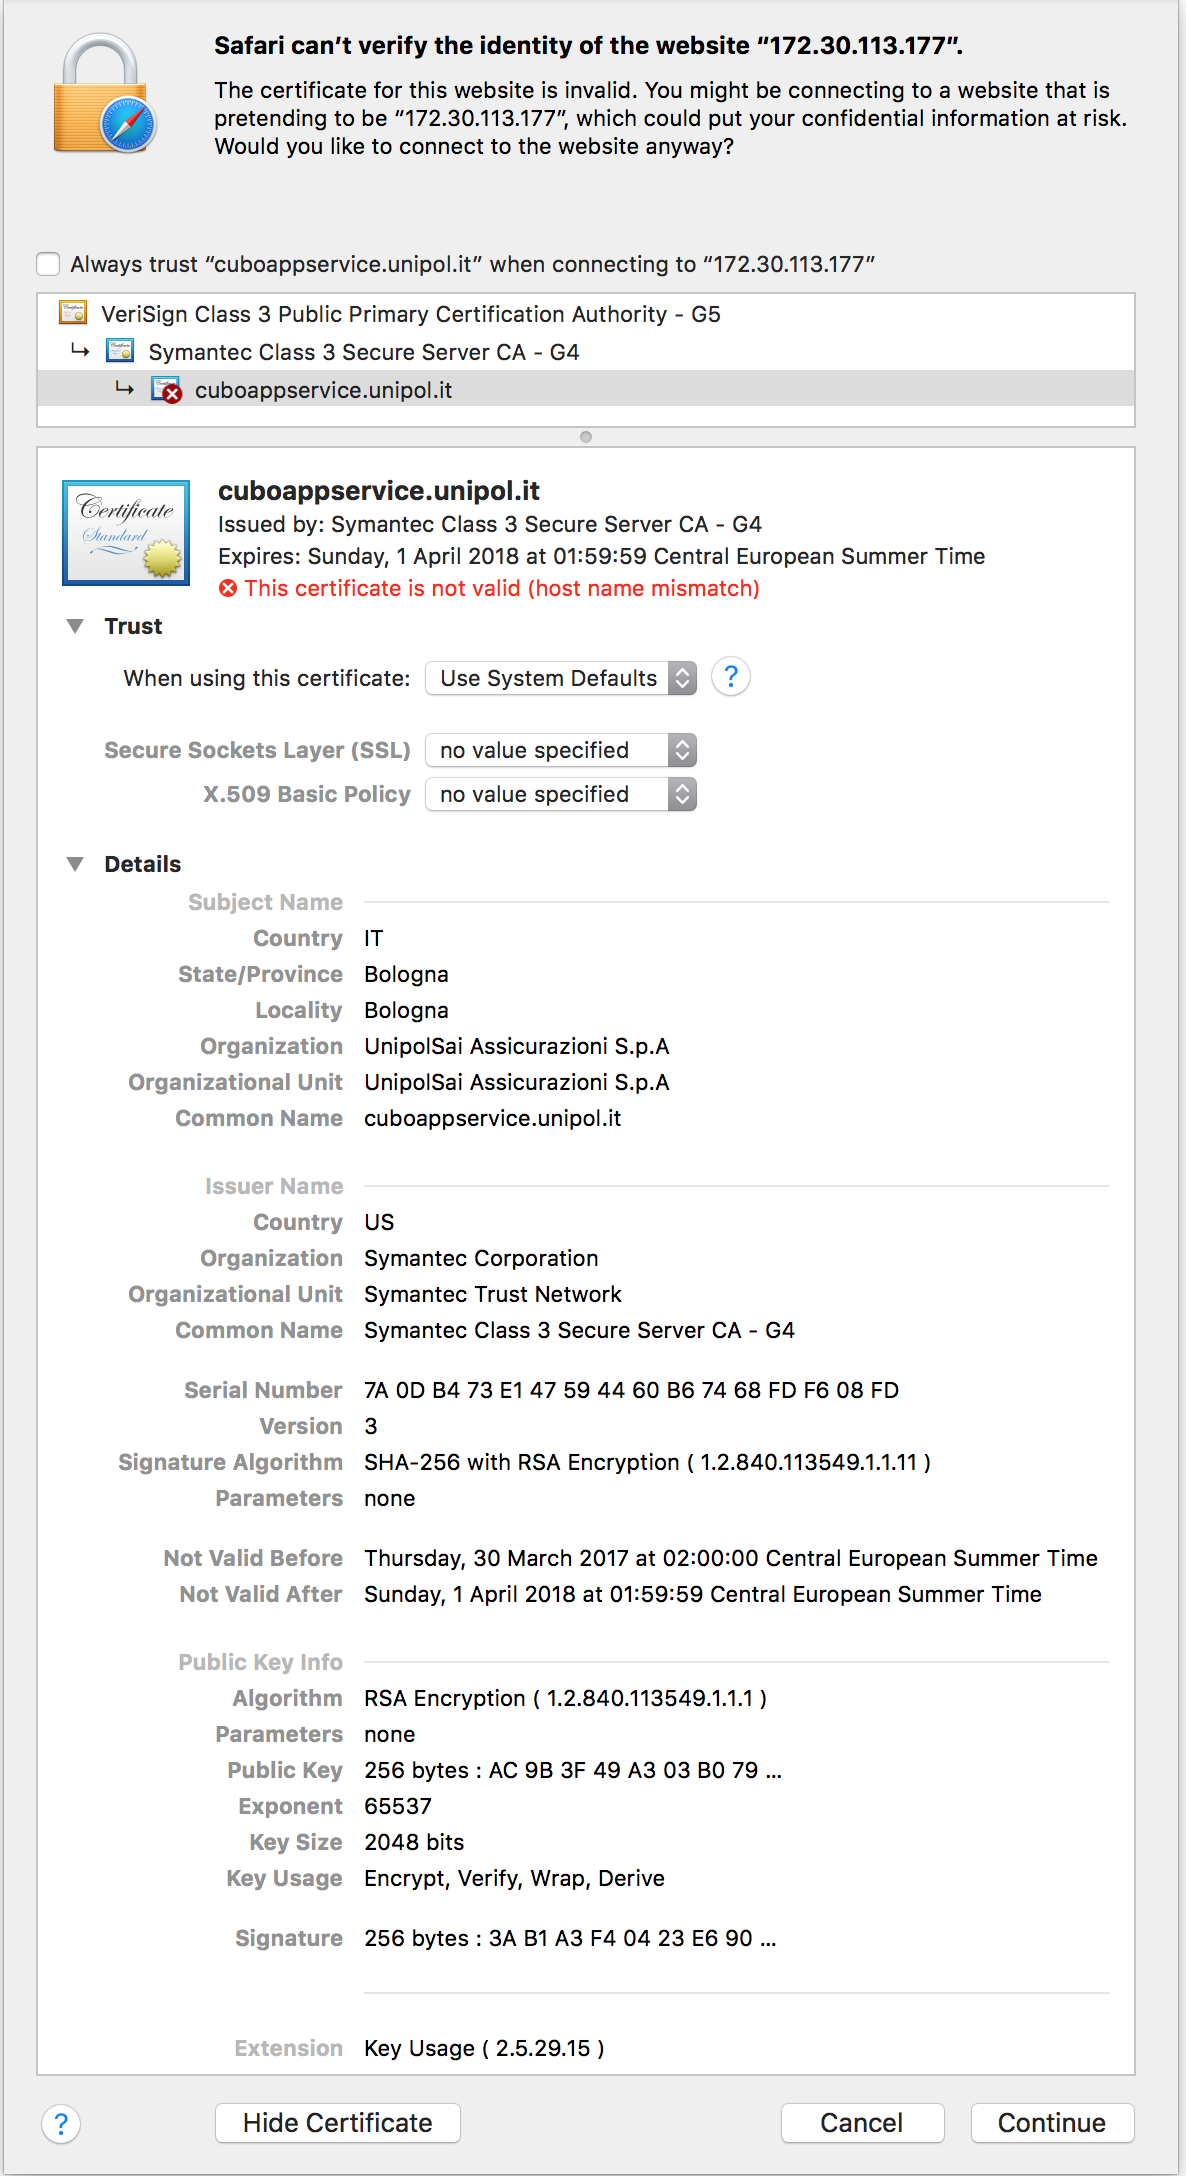 Safari can’t verify the identity of the website “172.30.113.177”.
The certificate for this website is invalid. You might be connecting to a website that is
pretending to be “172.30.113.177”, which could put your confidential information at risk.
Would you like to connect to the website anyway?
Always trust “cuboappservice.unipol.it” when connecting to “172.30.113.177”
VeriSign Class 3 Public Primary Certification Authority - G5
Symantec Class 3 Secure Server CA - G4
cuboappservice.unipol.it
Certificate
Standard
cuboappservice.unipol.it
Issued by: Symantec Class 3 Secure Server CA - G4
Expires: Sunday, 1 April 2018 at 01:59:59 Central European Summer Time
This certificate is not valid (host name mismatch)
Trust
When using this certificate: Use System Defaults ?
Secure Sockets Layer (SSL) no value specified
X.509 Basic Policy no value specified
Details
Subject Name
Country IT
State/Province Bologna
Locality Bologna
Organization UnipolSai Assicurazioni S.p.A
Organizational Unit UnipolSai Assicurazioni S.p.A
Common Name cuboappservice.unipol.it
Issuer Name
Country US
Organization Symantec Corporation
Organizational Unit Symantec Trust Network
Common Name Symantec Class 3 Secure Server CA - G4
Serial Number 7A 0D B4 73 E1 47 59 44 60 B6 74 68 FD F6 08 FD
Version 3
Signature Algorithm SHA-256 with RSA Encryption ( 1.2.840.113549.1.1.11 )
Parameters none
Not Valid Before Thursday, 30 March 2017 at 02:00:00 Central European Summer Time
Not Valid After Sunday, 1 April 2018 at 01:59:59 Central European Summer Time
Public Key Info
Algorithm RSA Encryption ( 1.2.840.113549.1.1.1 )
Parameters none
Public Key 256 bytes : AC 9B 3F 49 A3 03 B0 79 ...
Exponent 65537
Key Size 2048 bits
Key Usage Encrypt, Verify, Wrap, Derive
Signature 256 bytes : 3A B1 A3 F4 04 23 E6 90 ...
Extension Key Usage ( 2.5.29.15 )
? Hide Certificate Cancel Continue